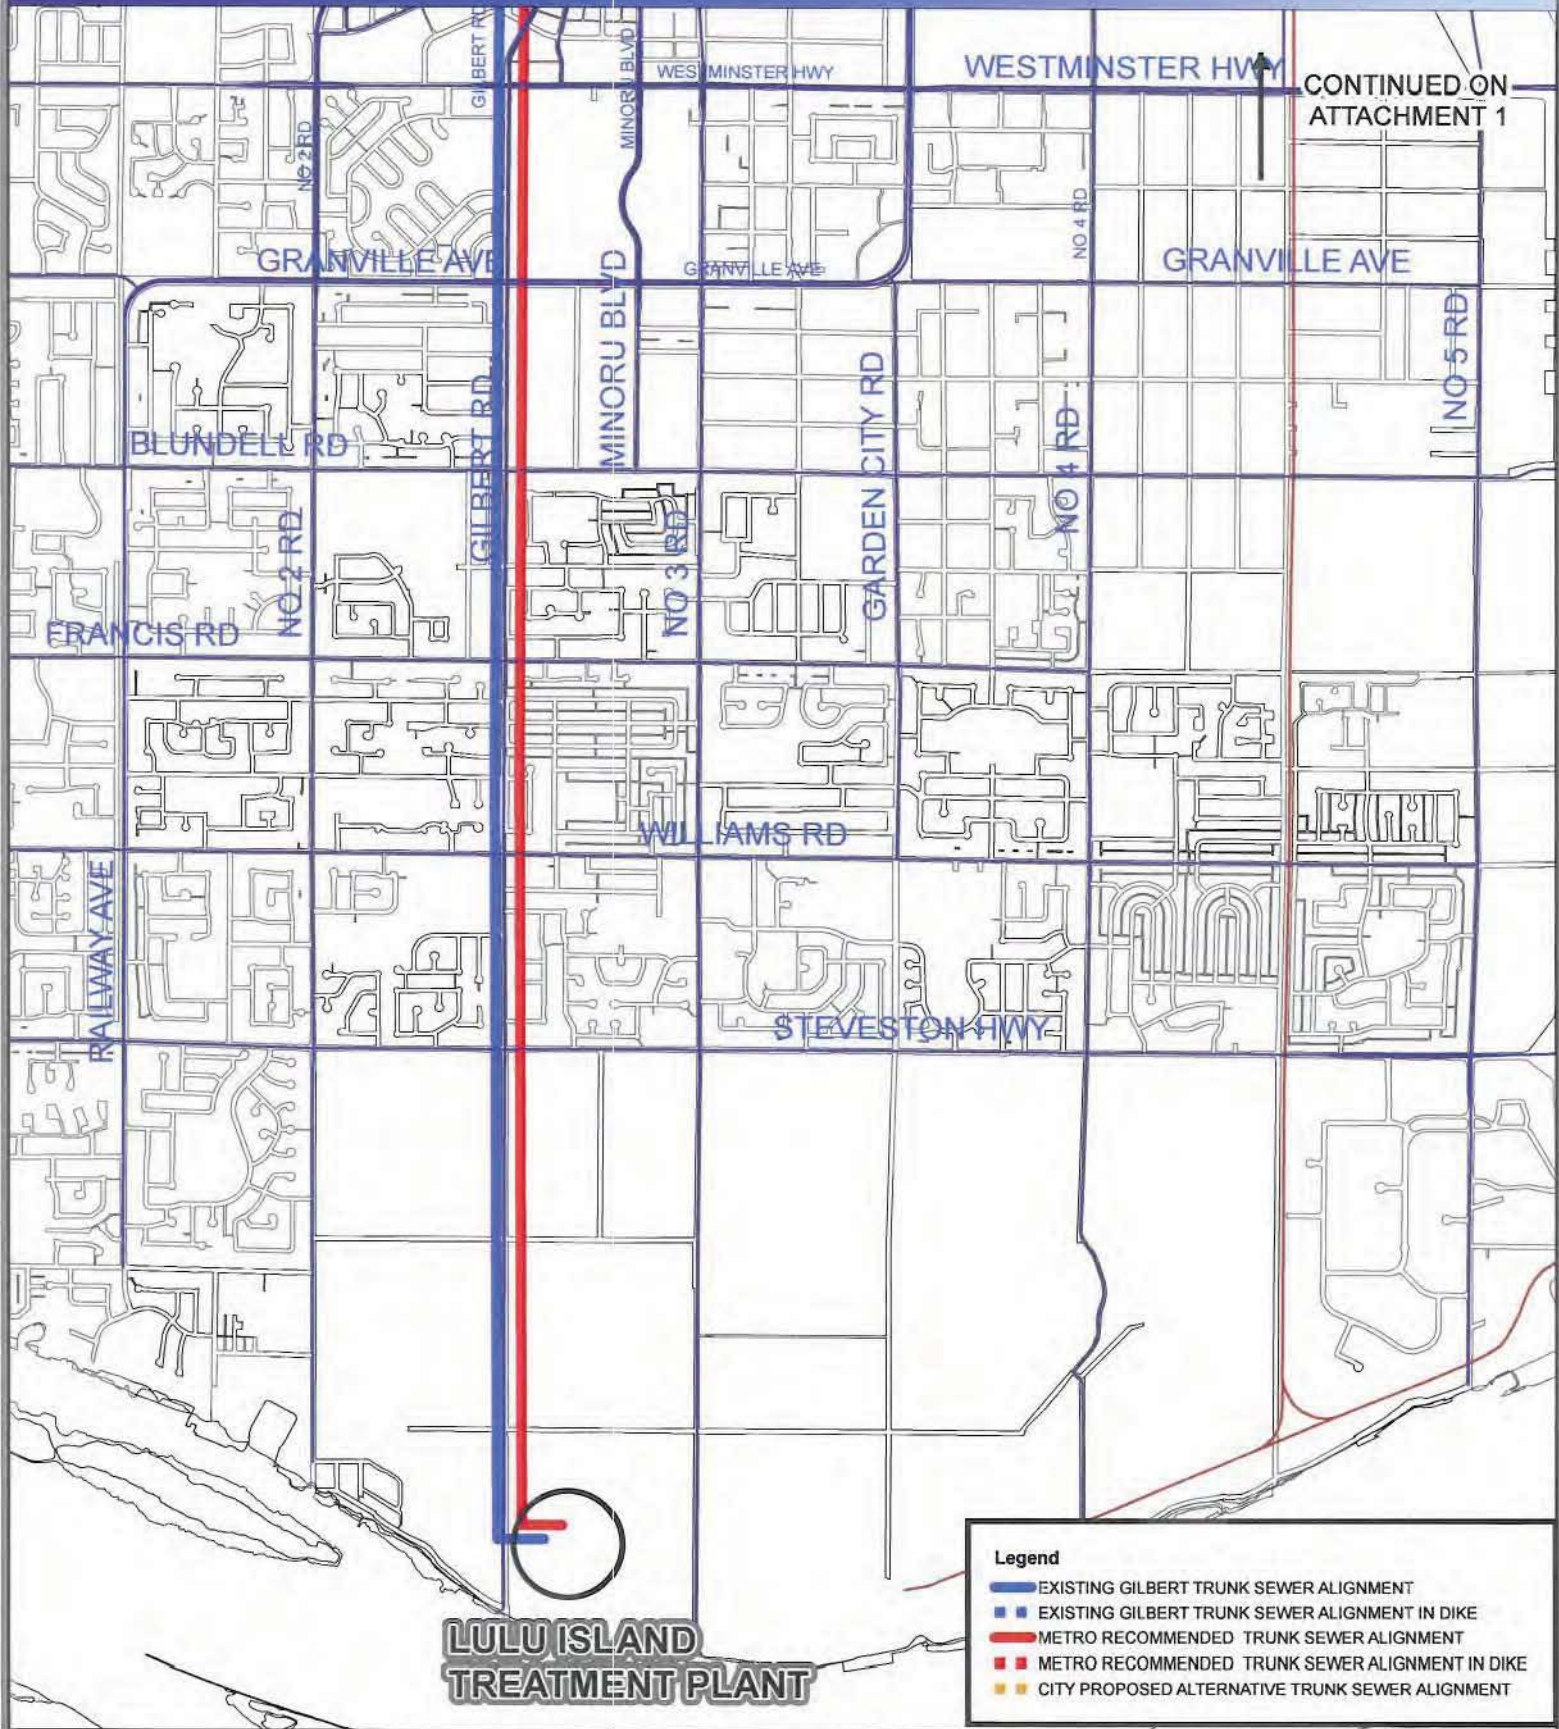 GILBERT RD
MINORU BLVD
WESTMINSTER HWY
WESTMINSTER HWY
CONTINUED ON
ATTACHMENT 1
NO 2 RD
NO 4 RD
GRANVILLE AVE
GRANVILLE AVE
GRANVILLE AVE
MINORU BLVD
NO 5 RD
GILBERT RD
GARDEN CITY RD
NO 4 RD
BLUNDELL RD
NO 2 RD
NO 3 RD
FRANCIS RD
WILLIAMS RD
RAILWAY AVE
STEVESTON HWY
LULU ISLAND
TREATMENT PLANT
Legend
EXISTING GILBERT TRUNK SEWER ALIGNMENT
EXISTING GILBERT TRUNK SEWER ALIGNMENT IN DIKE
METRO RECOMMENDED TRUNK SEWER ALIGNMENT
METRO RECOMMENDED TRUNK SEWER ALIGNMENT IN DIKE
CITY PROPOSED ALTERNATIVE TRUNK SEWER ALIGNMENT